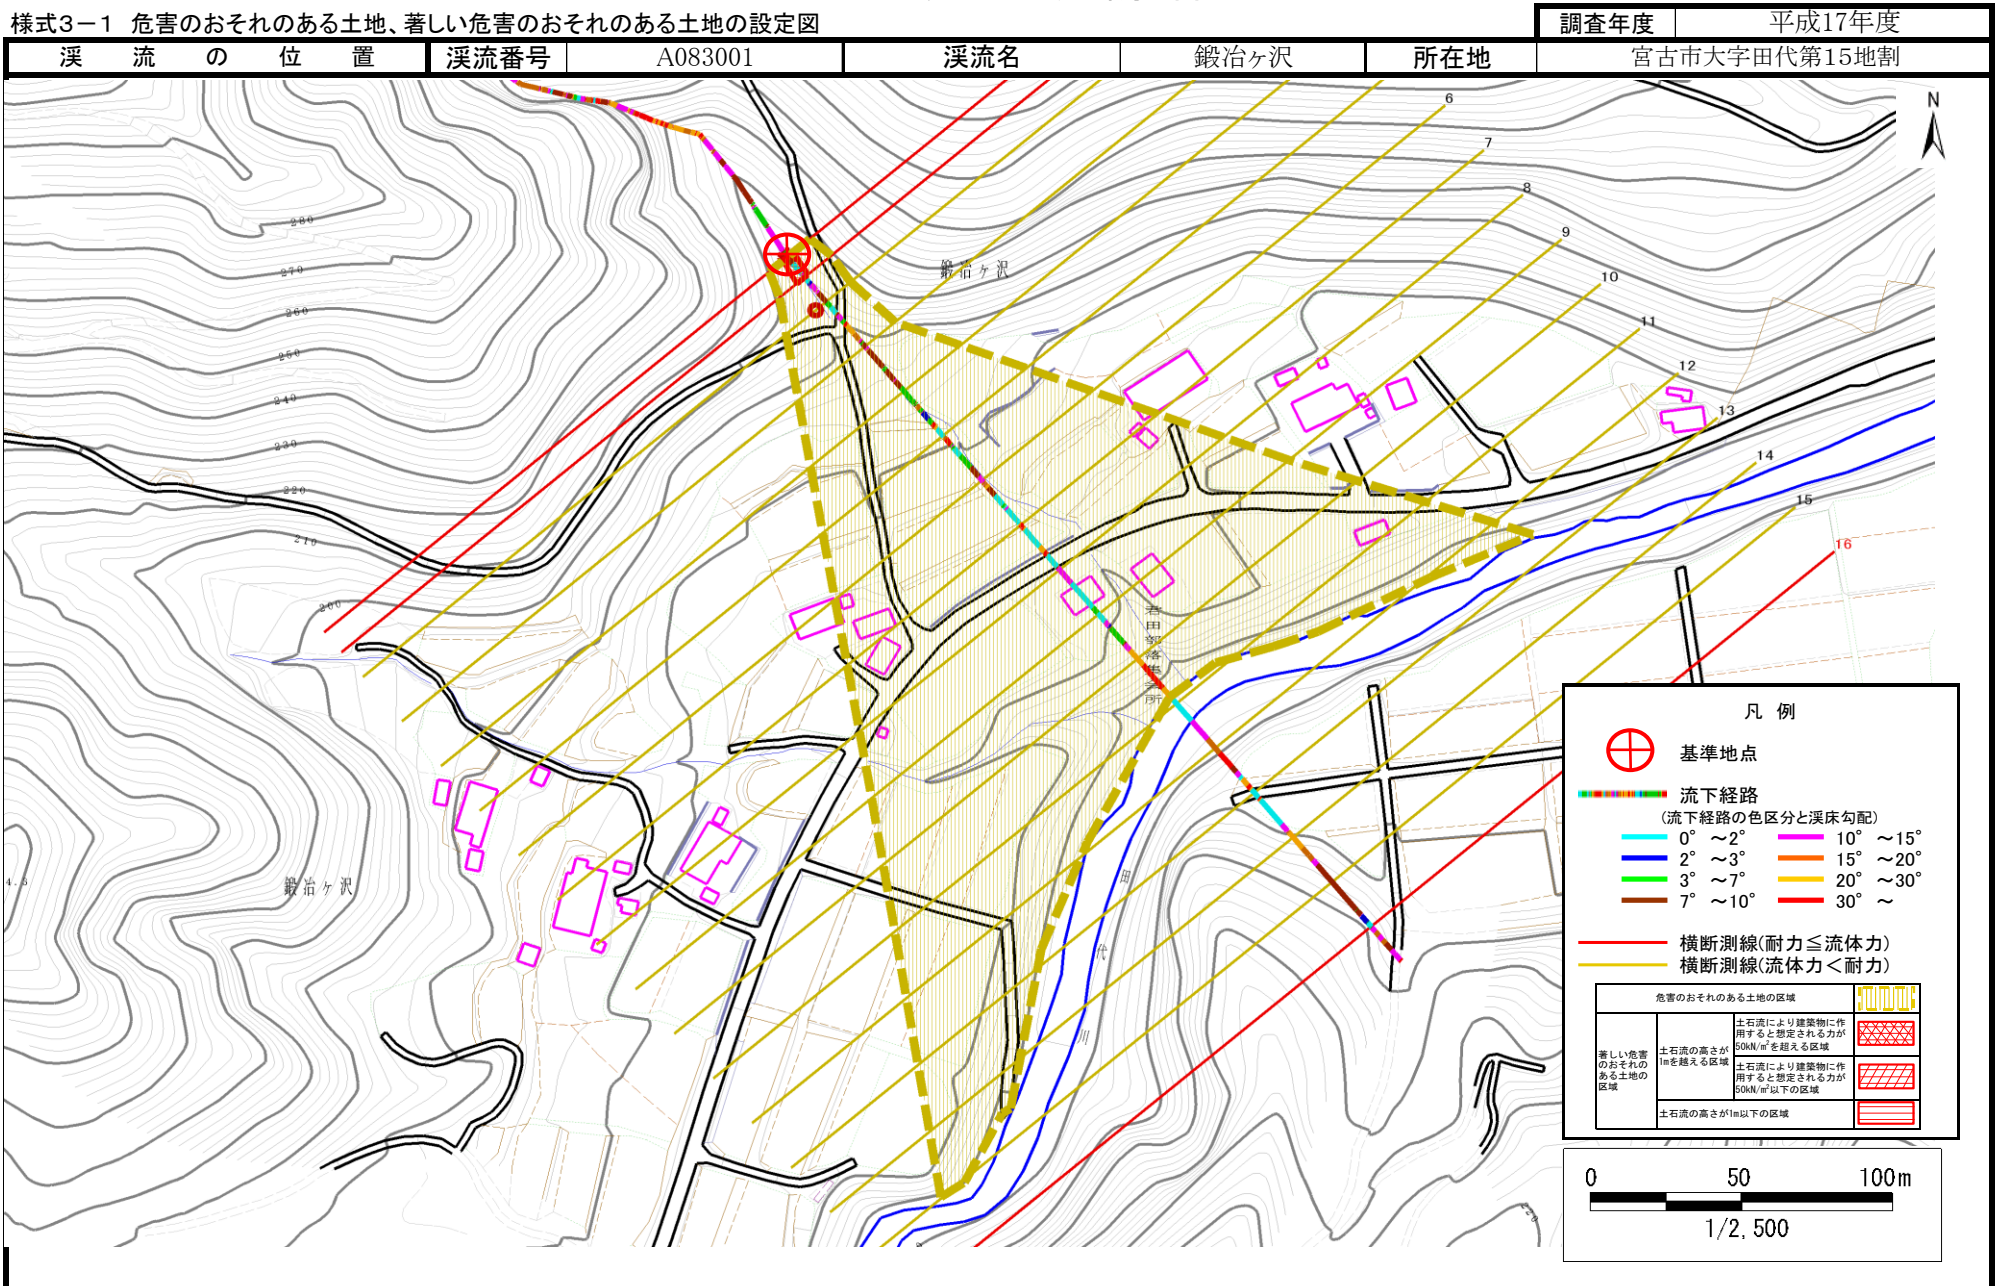 様式3－1 危害のおそれのある土地、著しい危害のおそれのある土地の設定図
調査年度 平成17年度
渓流の位置 渓流番号 A083001 渓流名 鍛冶ヶ沢 所在地 宮古市大字田代第15地割
N
6
7
8
9
10
11
12
13
14
15
16
280
270
260
250
240
230
220
210
200
鍛冶ヶ沢
鍛冶ヶ沢
君田部落集会所
田代川
220
凡 例
基準地点
流下経路
(流下経路の色区分と渓床勾配)
0° ～2° 10° ～15°
2° ～3° 15° ～20°
3° ～7° 20° ～30°
7° ～10° 30° ～
横断測線(耐力≦流体力)
横断測線(流体力＜耐力)
危害のおそれのある土地の区域
著しい危害
のおそれの
ある土地の
区域
土石流の高さが
1mを越える区域
土石流により建築物に作
用すると想定される力が
50kN/㎡を超える区域
土石流により建築物に作
用すると想定される力が
50kN/㎡以下の区域
土石流の高さが1m以下の区域
0 50 100m
1/2,500